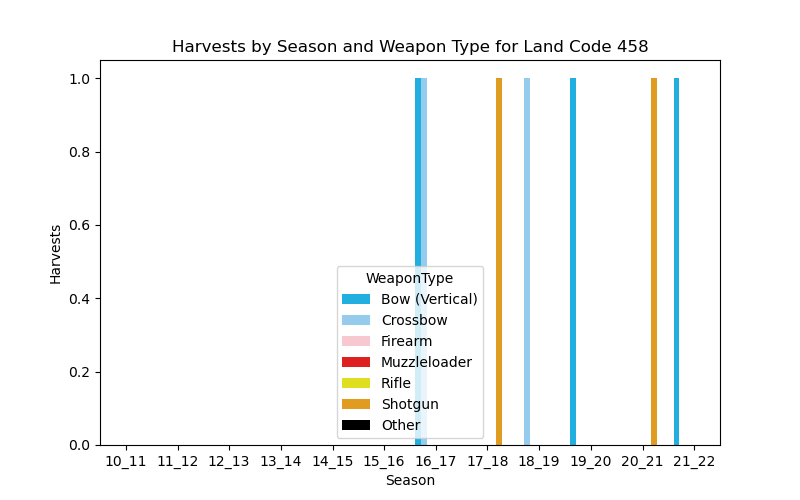 Harvests by Season and Weapon Type for Land Code 458
1.0
0.8
0.6
0.4
0.2
0.0
Harvests
WeaponType
Bow (Vertical)
Crossbow
Firearm
Muzzleloader
Rifle
Shotgun
Other
10_11 11_12 12_13 13_14 14_15 15_16 16_17 17_18 18_19 19_20 20_21 21_22
Season